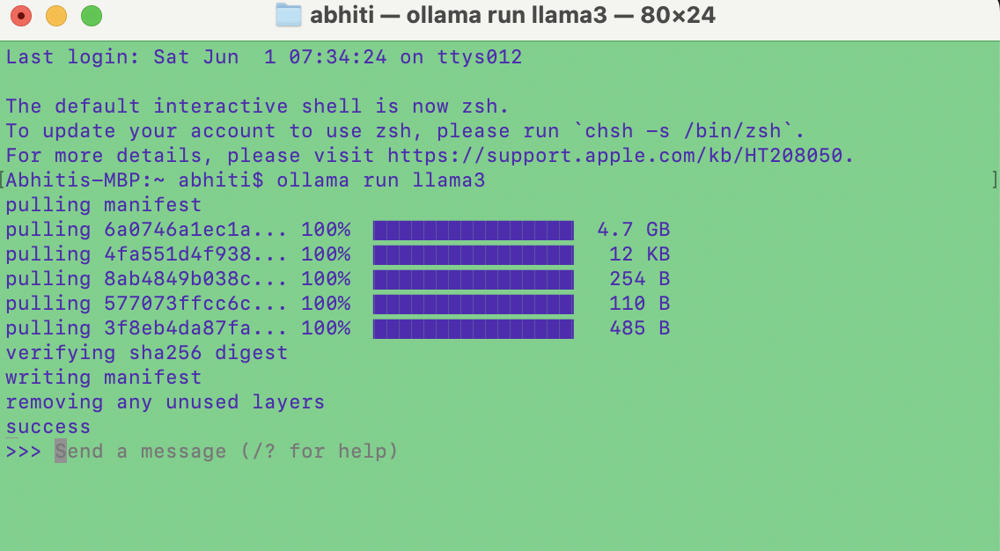 abhiti — ollama run llama3 — 80×24
Last login: Sat Jun  1 07:34:24 on ttys012
The default interactive shell is now zsh.
To update your account to use zsh, please run `chsh -s /bin/zsh`.
For more details, please visit https://support.apple.com/kb/HT208050.
[Abhitis-MBP:~ abhiti$ ollama run llama3 ]
pulling manifest
pulling 6a0746a1ec1a... 100% 4.7 GB
pulling 4fa551d4f938... 100% 12 KB
pulling 8ab4849b038c... 100% 254 B
pulling 577073ffcc6c... 100% 110 B
pulling 3f8eb4da87fa... 100% 485 B
verifying sha256 digest
writing manifest
removing any unused layers
success
>>> Send a message (/? for help)